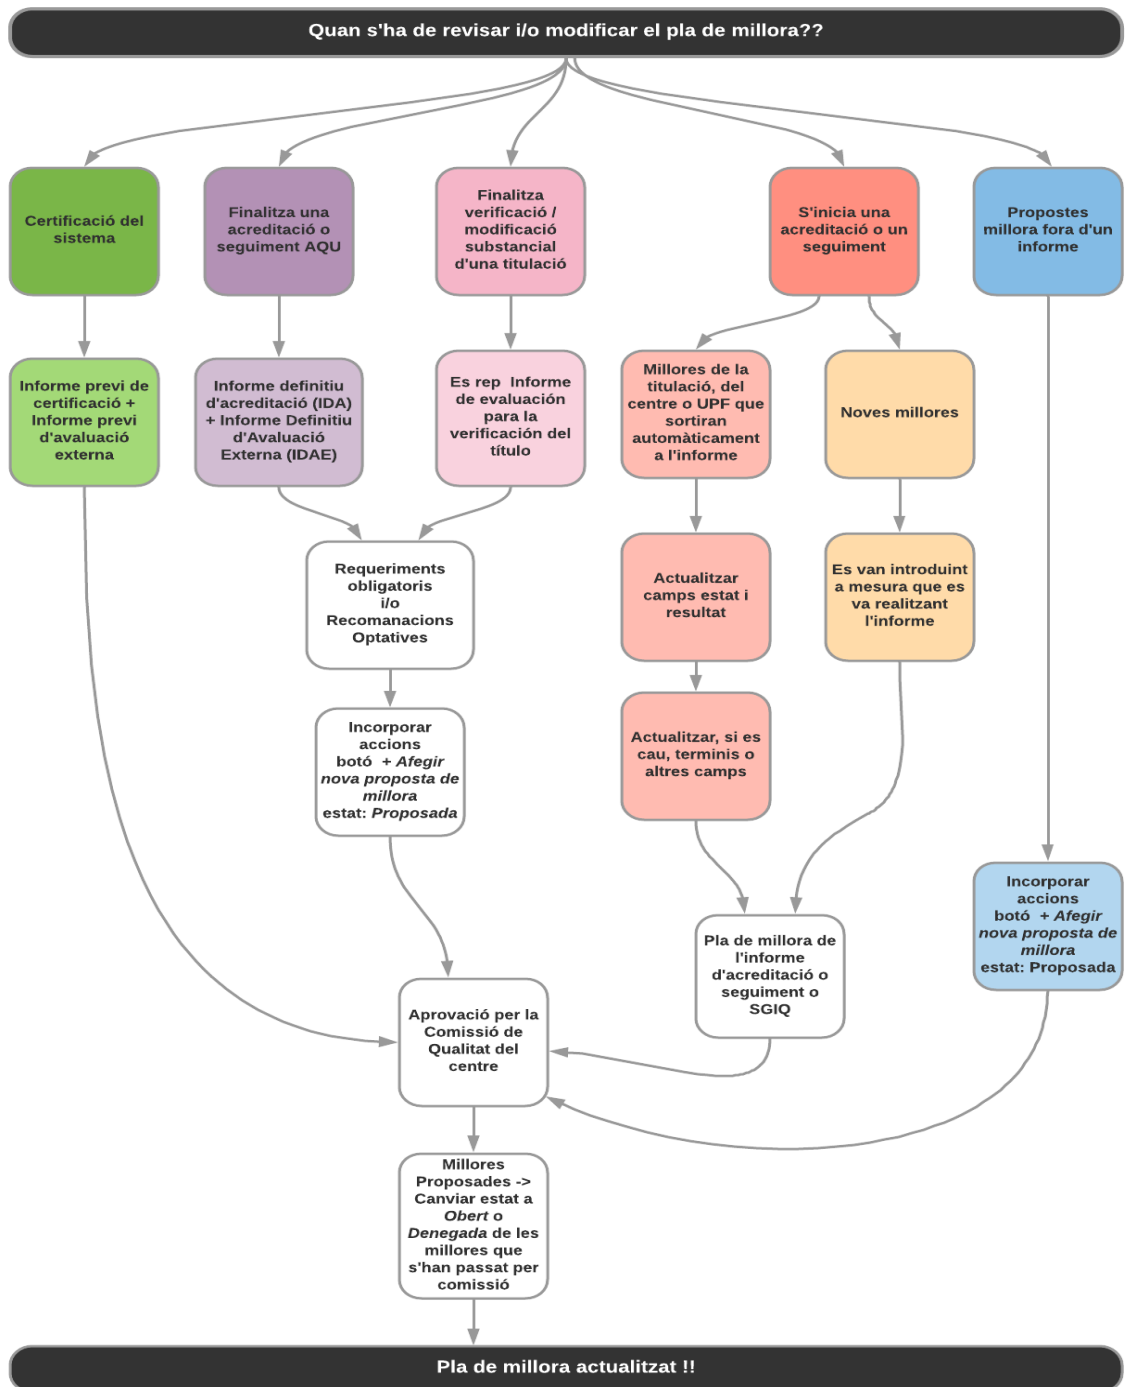 Quan s'ha de revisar i/o modificar el pla de millora??
Certificació del
sistema
Finalitza una
acreditació o
seguiment AQU
Finalitza
verificació /
modificació
substancial
d'una titulació
S'inicia una
acreditació o un
seguiment
Propostes
millora fora d'un
informe
Informe previ de
certificació +
Informe previ
d'avaluació
externa
Informe definitiu
d'acreditació (IDA)
+ Informe Definitiu
d'Avaluació
Externa (IDAE)
Es rep  Informe
de evaluación
para la
verificación del
título
Millores de la
titulació, del
centre o UPF que
sortiran
automàticament
a l'informe
Noves millores
Requeriments
obligatoris
i/o
Recomanacions
Optatives
Actualitzar
camps estat i
resultat
Es van introduint
a mesura que es
va realitzant
l'informe
Incorporar
accions
botó  + Afegir
nova proposta de
millora
estat: Proposada
Actualitzar, si es
cau, terminis o
altres camps
Incorporar
accions
botó  + Afegir
nova proposta de
millora
estat: Proposada
Pla de millora de
l'informe
d'acreditació o
seguiment o
SGIQ
Aprovació per la
Comissió de
Qualitat del
centre
Millores
Proposades ->
Canviar estat a
Obert o
Denegada de les
millores que
s'han passat per
comissió
Pla de millora actualitzat !!